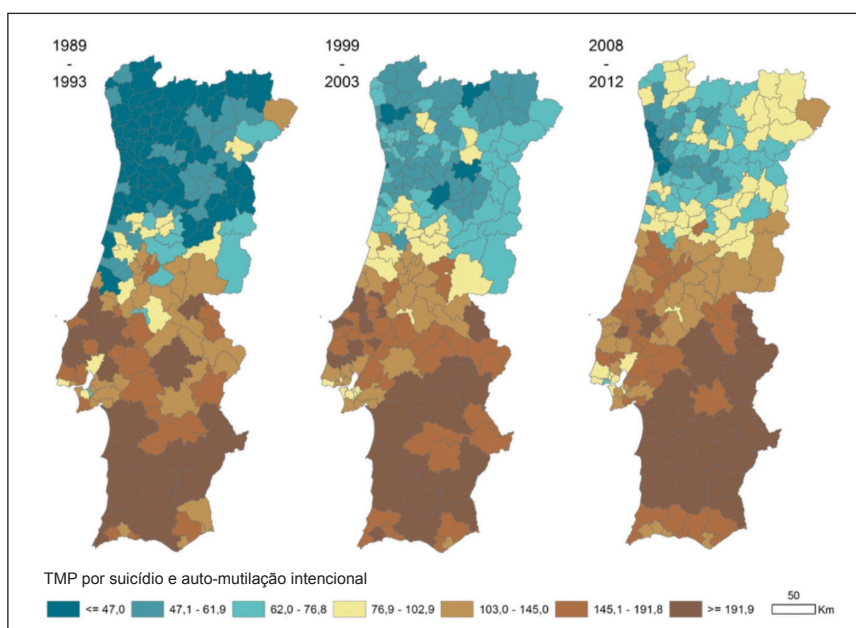 1989
-
1993
1999
-
2003
2008
-
2012
TMP por suicídio e auto-mutilação intencional
<= 47,0
47,1 - 61,9
62,0 - 76,8
76,9 - 102,9
103,0 - 145,0
145,1 - 191,8
>= 191,9
50
Km